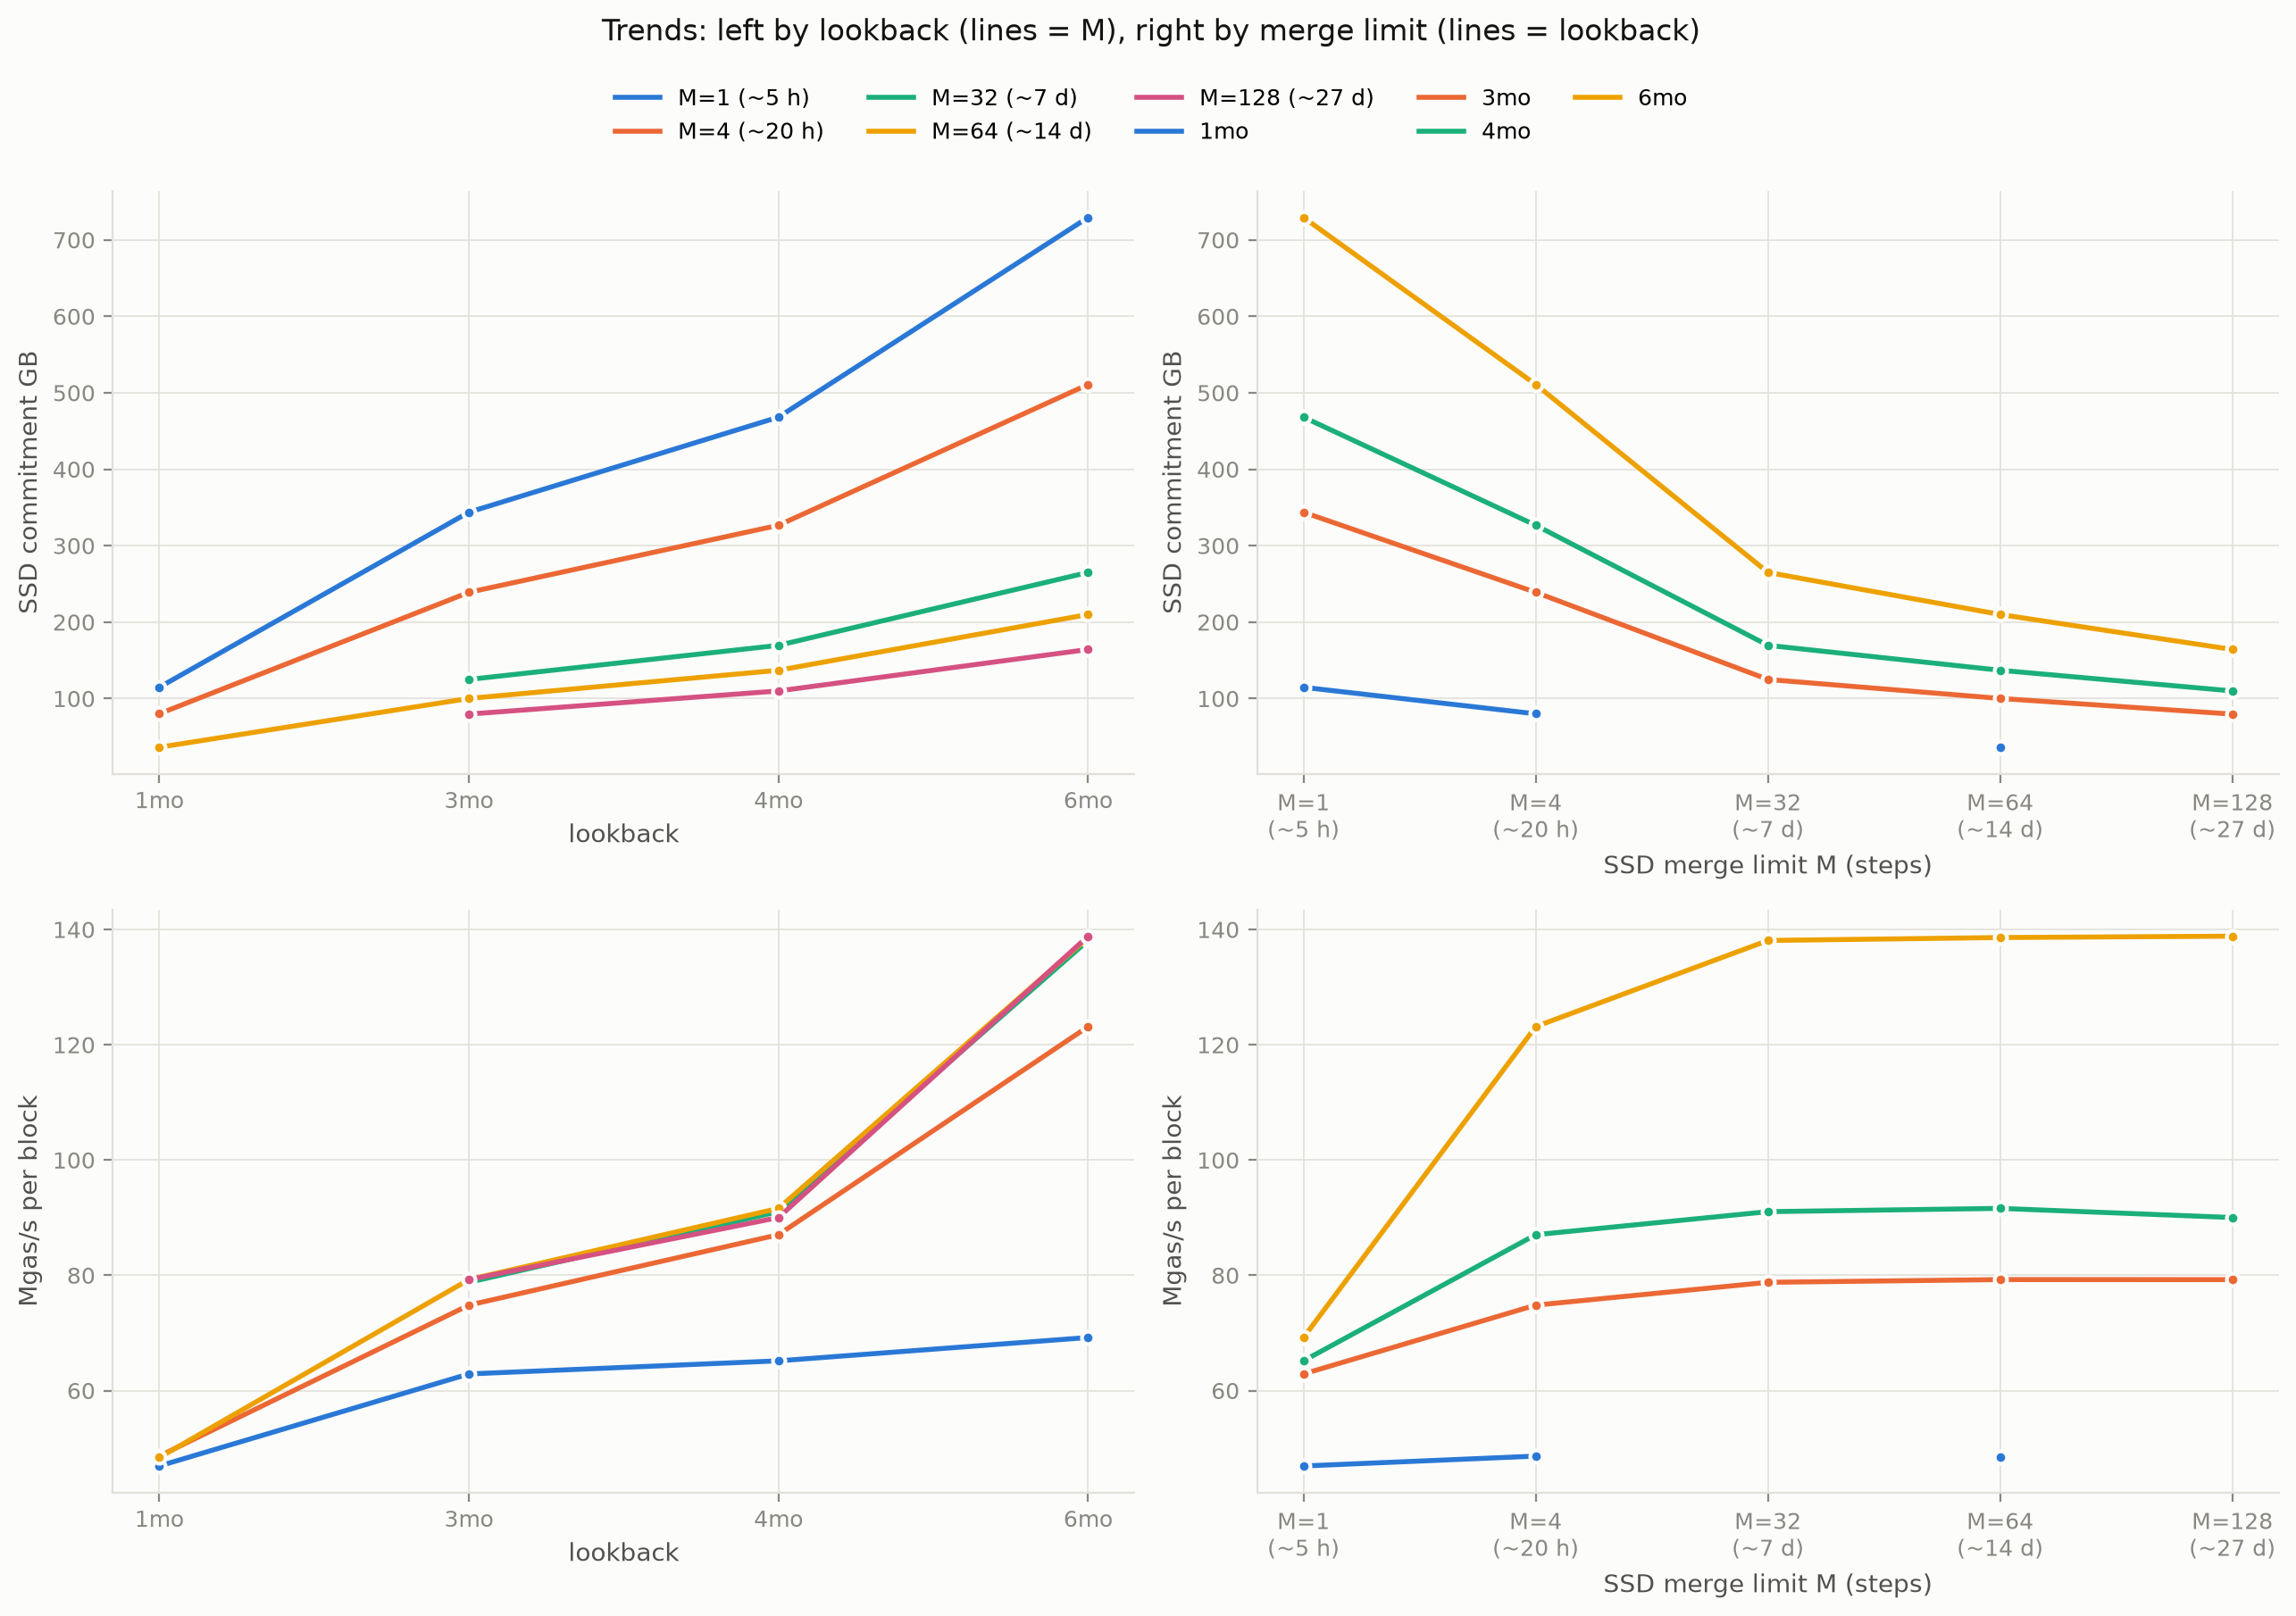 Trends: left by lookback (lines = M), right by merge limit (lines = lookback)
M=1 (~5 h)
M=4 (~20 h)
M=32 (~7 d)
M=64 (~14 d)
M=128 (~27 d)
1mo
3mo
4mo
6mo
SSD commitment GB
700
600
500
400
300
200
100
1mo
3mo
4mo
6mo
lookback
SSD commitment GB
700
600
500
400
300
200
100
M=1
(~5 h)
M=4
(~20 h)
M=32
(~7 d)
M=64
(~14 d)
M=128
(~27 d)
SSD merge limit M (steps)
Mgas/s per block
140
120
100
80
60
1mo
3mo
4mo
6mo
lookback
Mgas/s per block
140
120
100
80
60
M=1
(~5 h)
M=4
(~20 h)
M=32
(~7 d)
M=64
(~14 d)
M=128
(~27 d)
SSD merge limit M (steps)